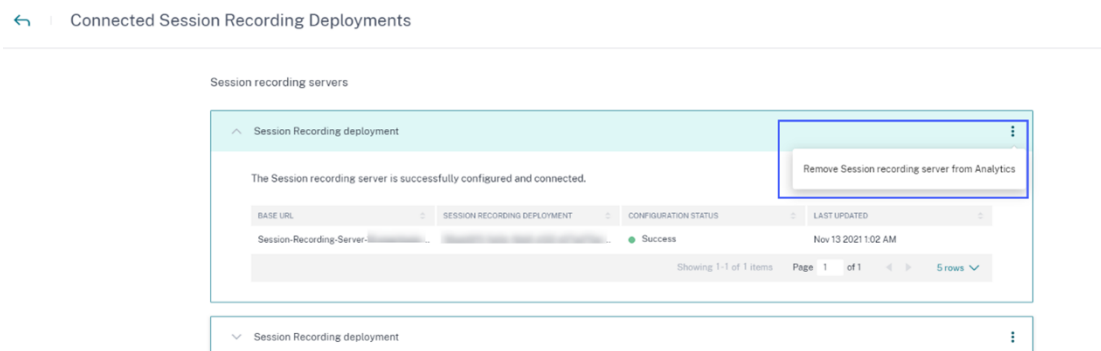 Connected Session Recording Deployments
Session recording servers
Session Recording deployment
Remove Session recording server from Analytics
The Session recording server is successfully configured and connected.
BASE URL SESSION RECORDING DEPLOYMENT CONFIGURATION STATUS LAST UPDATED
Session-Recording-Server- ... ... Success Nov 13 2021 1:02 AM
Showing 1-1 of 1 items Page 1 of 1 5 rows
Session Recording deployment